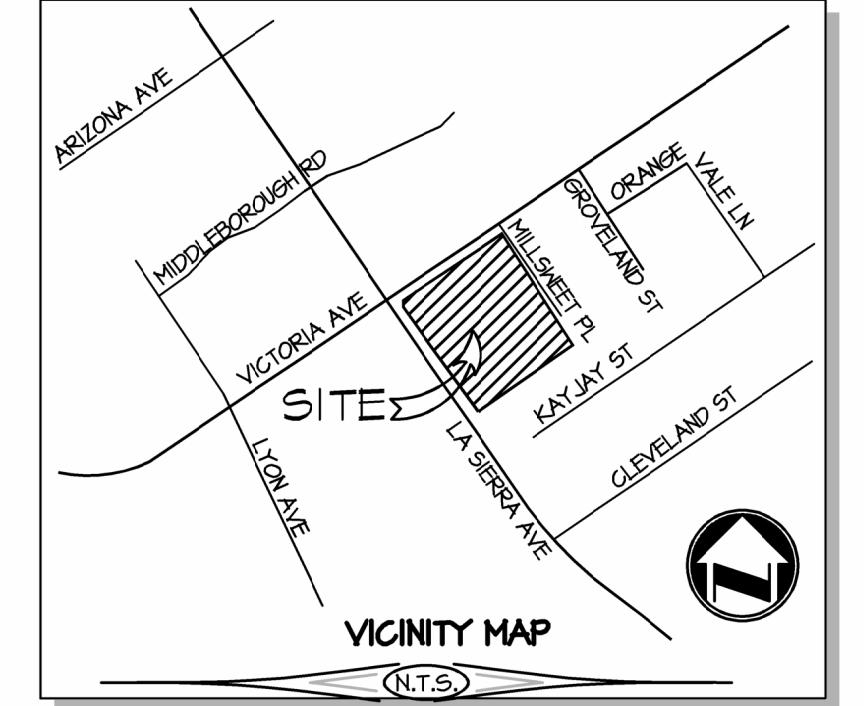 ARIZONA AVE
MIDDLEBOROUGH RD
ORANGE
VALE LN
GROVELAND ST
MILLSWEET PL
VICTORIA AVE
SITE
KAYJAY ST
CLEVELAND ST
LA SIERRA AVE
LYON AVE
N
VICINITY MAP
N.T.S.